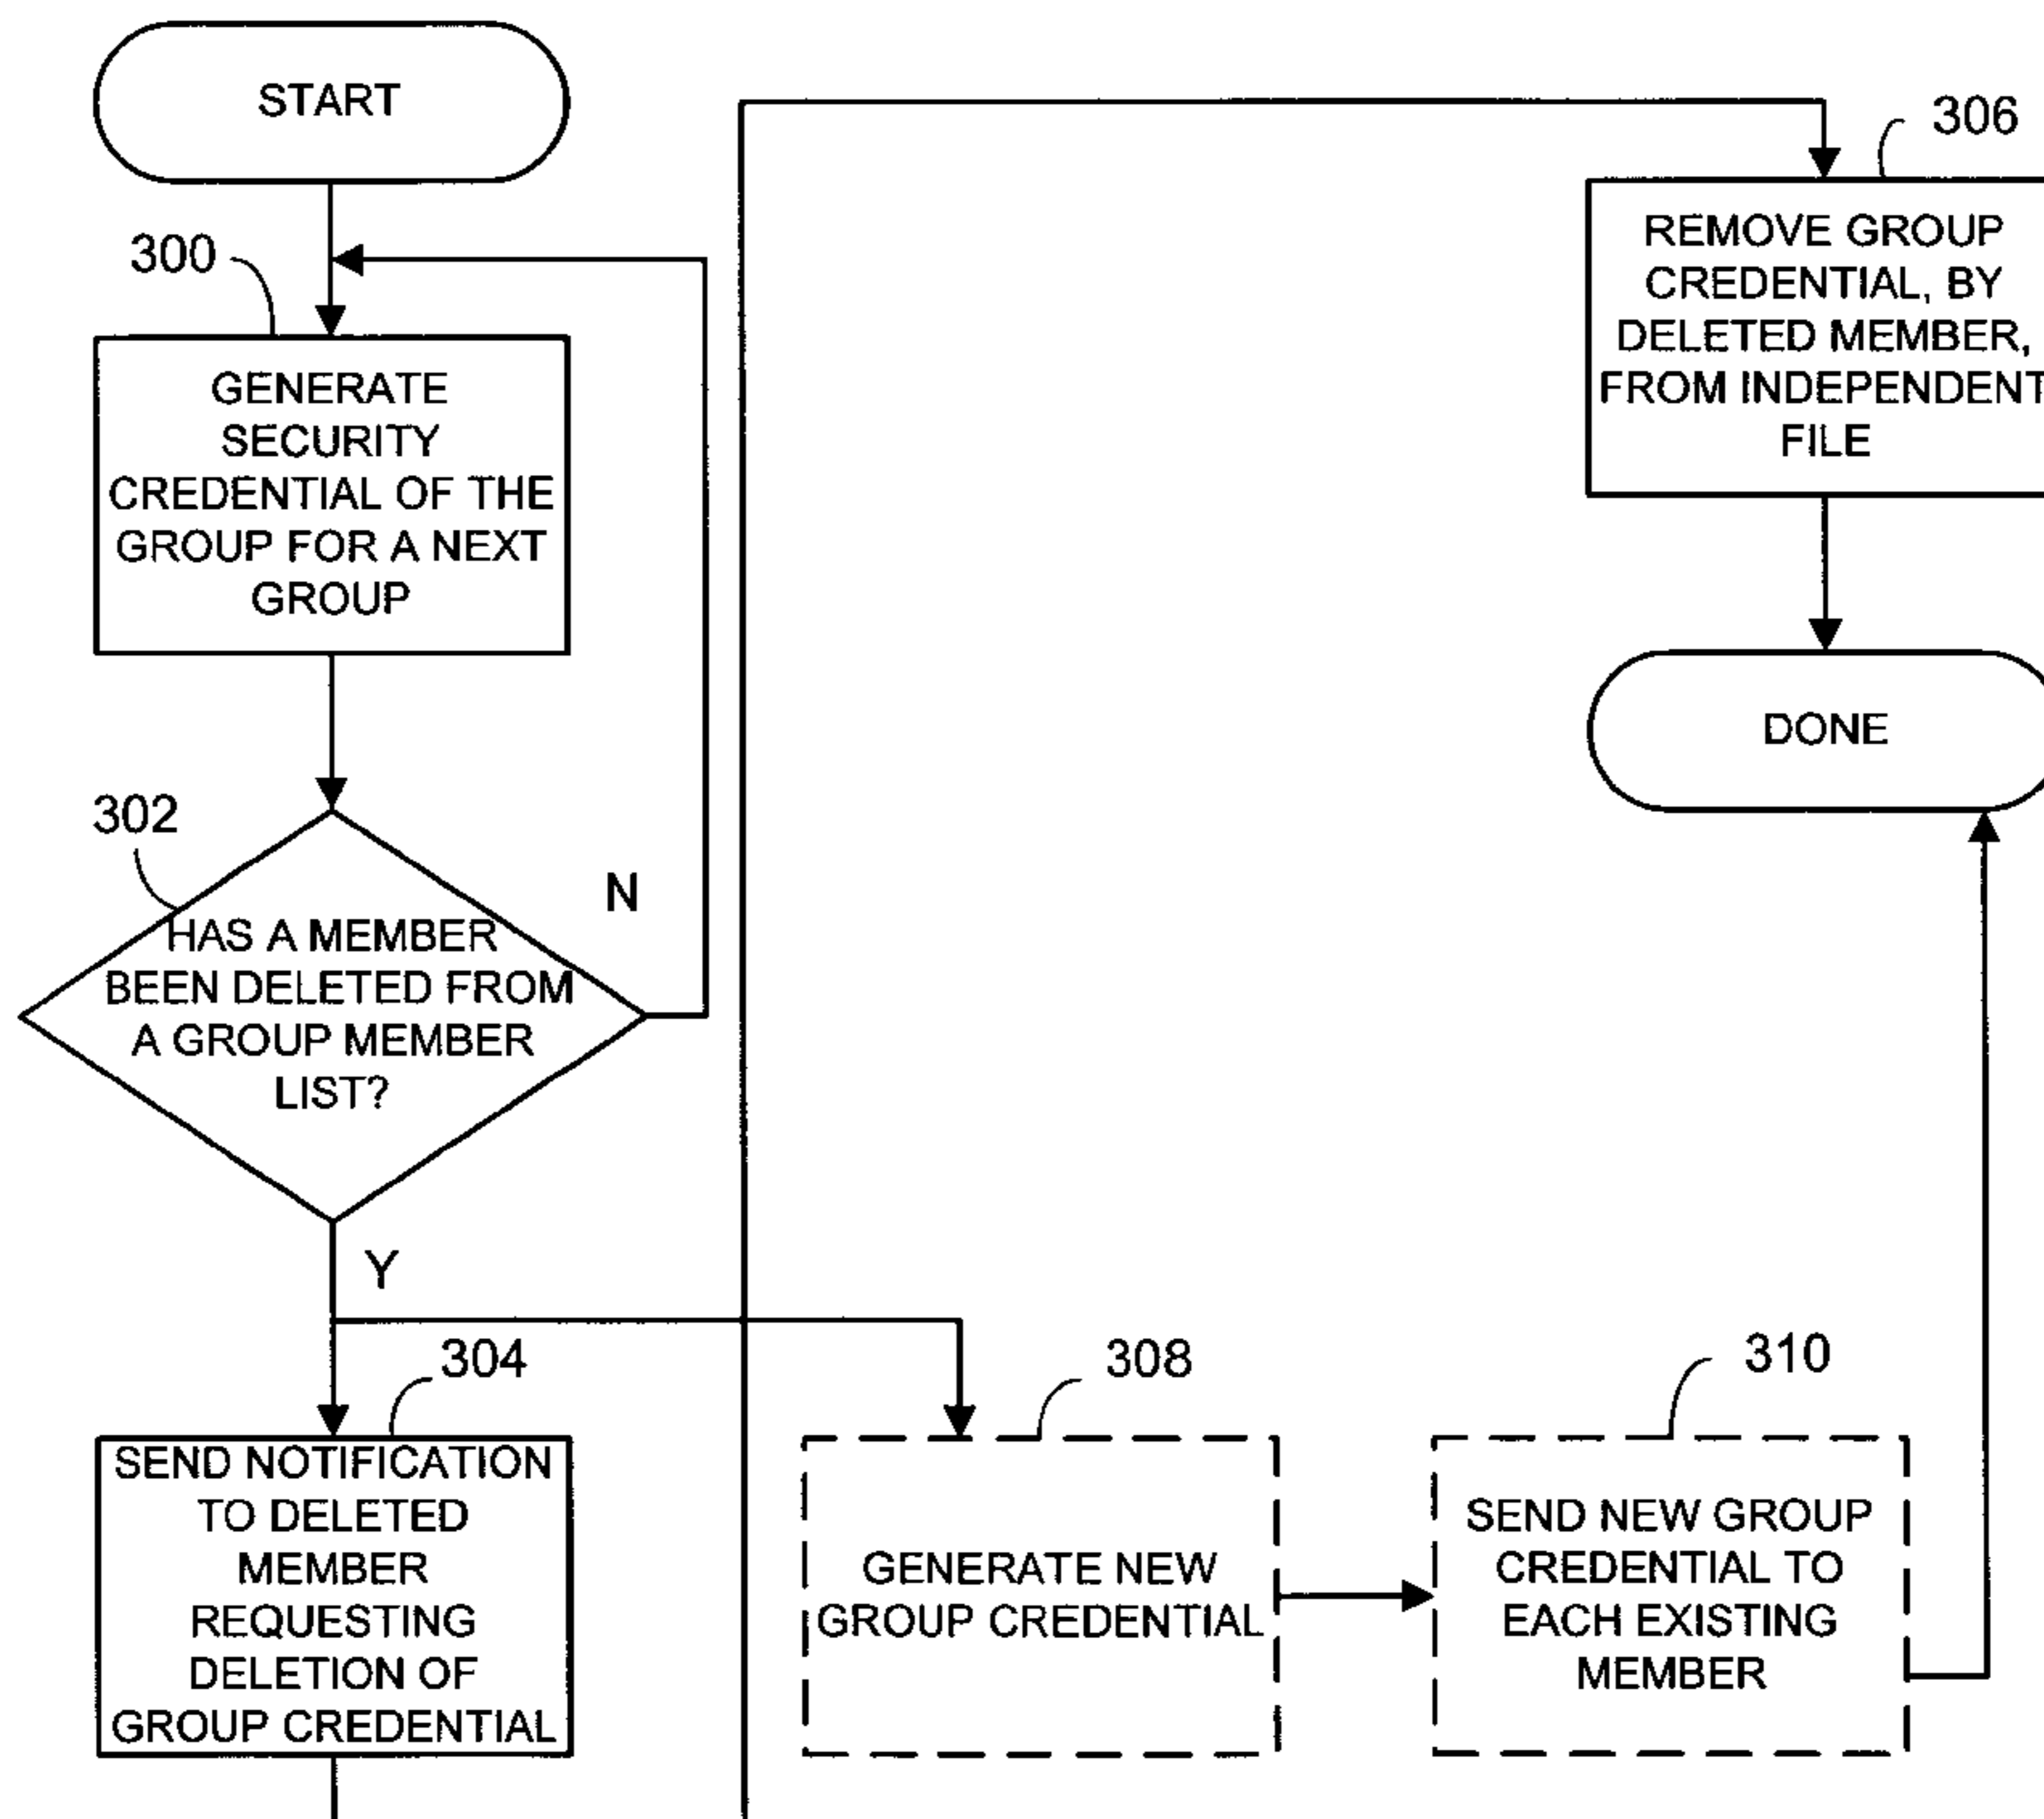 START
300
GENERATE
SECURITY
CREDENTIAL OF THE
GROUP FOR A NEXT
GROUP
302
HAS A MEMBER
BEEN DELETED FROM
A GROUP MEMBER
LIST?
N
Y
304
SEND NOTIFICATION
TO DELETED
MEMBER
REQUESTING
DELETION OF
GROUP CREDENTIAL
306
REMOVE GROUP
CREDENTIAL, BY
DELETED MEMBER,
FROM INDEPENDENT
FILE
DONE
308
GENERATE NEW
GROUP CREDENTIAL
310
SEND NEW GROUP
CREDENTIAL TO
EACH EXISTING
MEMBER